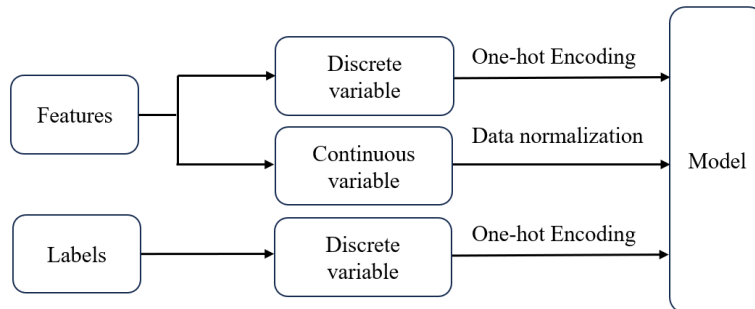 Features
Discrete
variable
One-hot Encoding
Continuous
variable
Data normalization
Model
Labels
Discrete
variable
One-hot Encoding